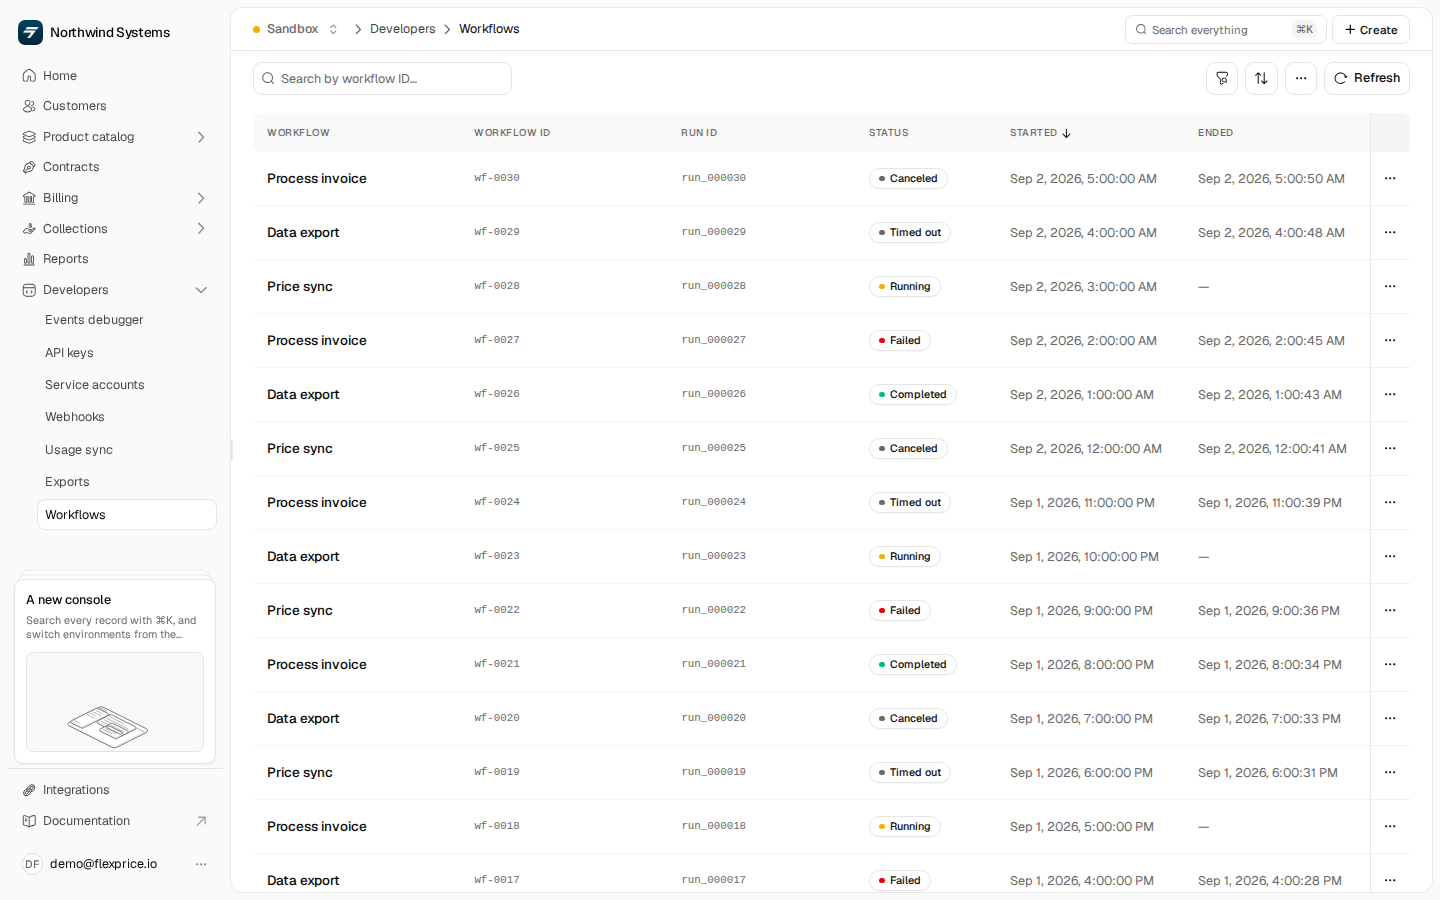 Northwind Systems
Home
Customers
Product catalog
Contracts
Billing
Collections
Reports
Developers
Events debugger
API keys
Service accounts
Webhooks
Usage sync
Exports
Workflows
A new console
Search every record with ⌘K, and
switch environments from the...
Integrations
Documentation
DF demo@flexprice.io
Sandbox Developers Workflows
Search everything ⌘K
Create
Search by workflow ID...
Refresh
WORKFLOW WORKFLOW ID RUN ID STATUS STARTED ENDED
Process invoice wf-0030 run_000030 Canceled Sep 2, 2026, 5:00:00 AM Sep 2, 2026, 5:00:50 AM
Data export wf-0029 run_000029 Timed out Sep 2, 2026, 4:00:00 AM Sep 2, 2026, 4:00:48 AM
Price sync wf-0028 run_000028 Running Sep 2, 2026, 3:00:00 AM —
Process invoice wf-0027 run_000027 Failed Sep 2, 2026, 2:00:00 AM Sep 2, 2026, 2:00:45 AM
Data export wf-0026 run_000026 Completed Sep 2, 2026, 1:00:00 AM Sep 2, 2026, 1:00:43 AM
Price sync wf-0025 run_000025 Canceled Sep 2, 2026, 12:00:00 AM Sep 2, 2026, 12:00:41 AM
Process invoice wf-0024 run_000024 Timed out Sep 1, 2026, 11:00:00 PM Sep 1, 2026, 11:00:39 PM
Data export wf-0023 run_000023 Running Sep 1, 2026, 10:00:00 PM —
Price sync wf-0022 run_000022 Failed Sep 1, 2026, 9:00:00 PM Sep 1, 2026, 9:00:36 PM
Process invoice wf-0021 run_000021 Completed Sep 1, 2026, 8:00:00 PM Sep 1, 2026, 8:00:34 PM
Data export wf-0020 run_000020 Canceled Sep 1, 2026, 7:00:00 PM Sep 1, 2026, 7:00:33 PM
Price sync wf-0019 run_000019 Timed out Sep 1, 2026, 6:00:00 PM Sep 1, 2026, 6:00:31 PM
Process invoice wf-0018 run_000018 Running Sep 1, 2026, 5:00:00 PM —
Data export wf-0017 run_000017 Failed Sep 1, 2026, 4:00:00 PM Sep 1, 2026, 4:00:28 PM